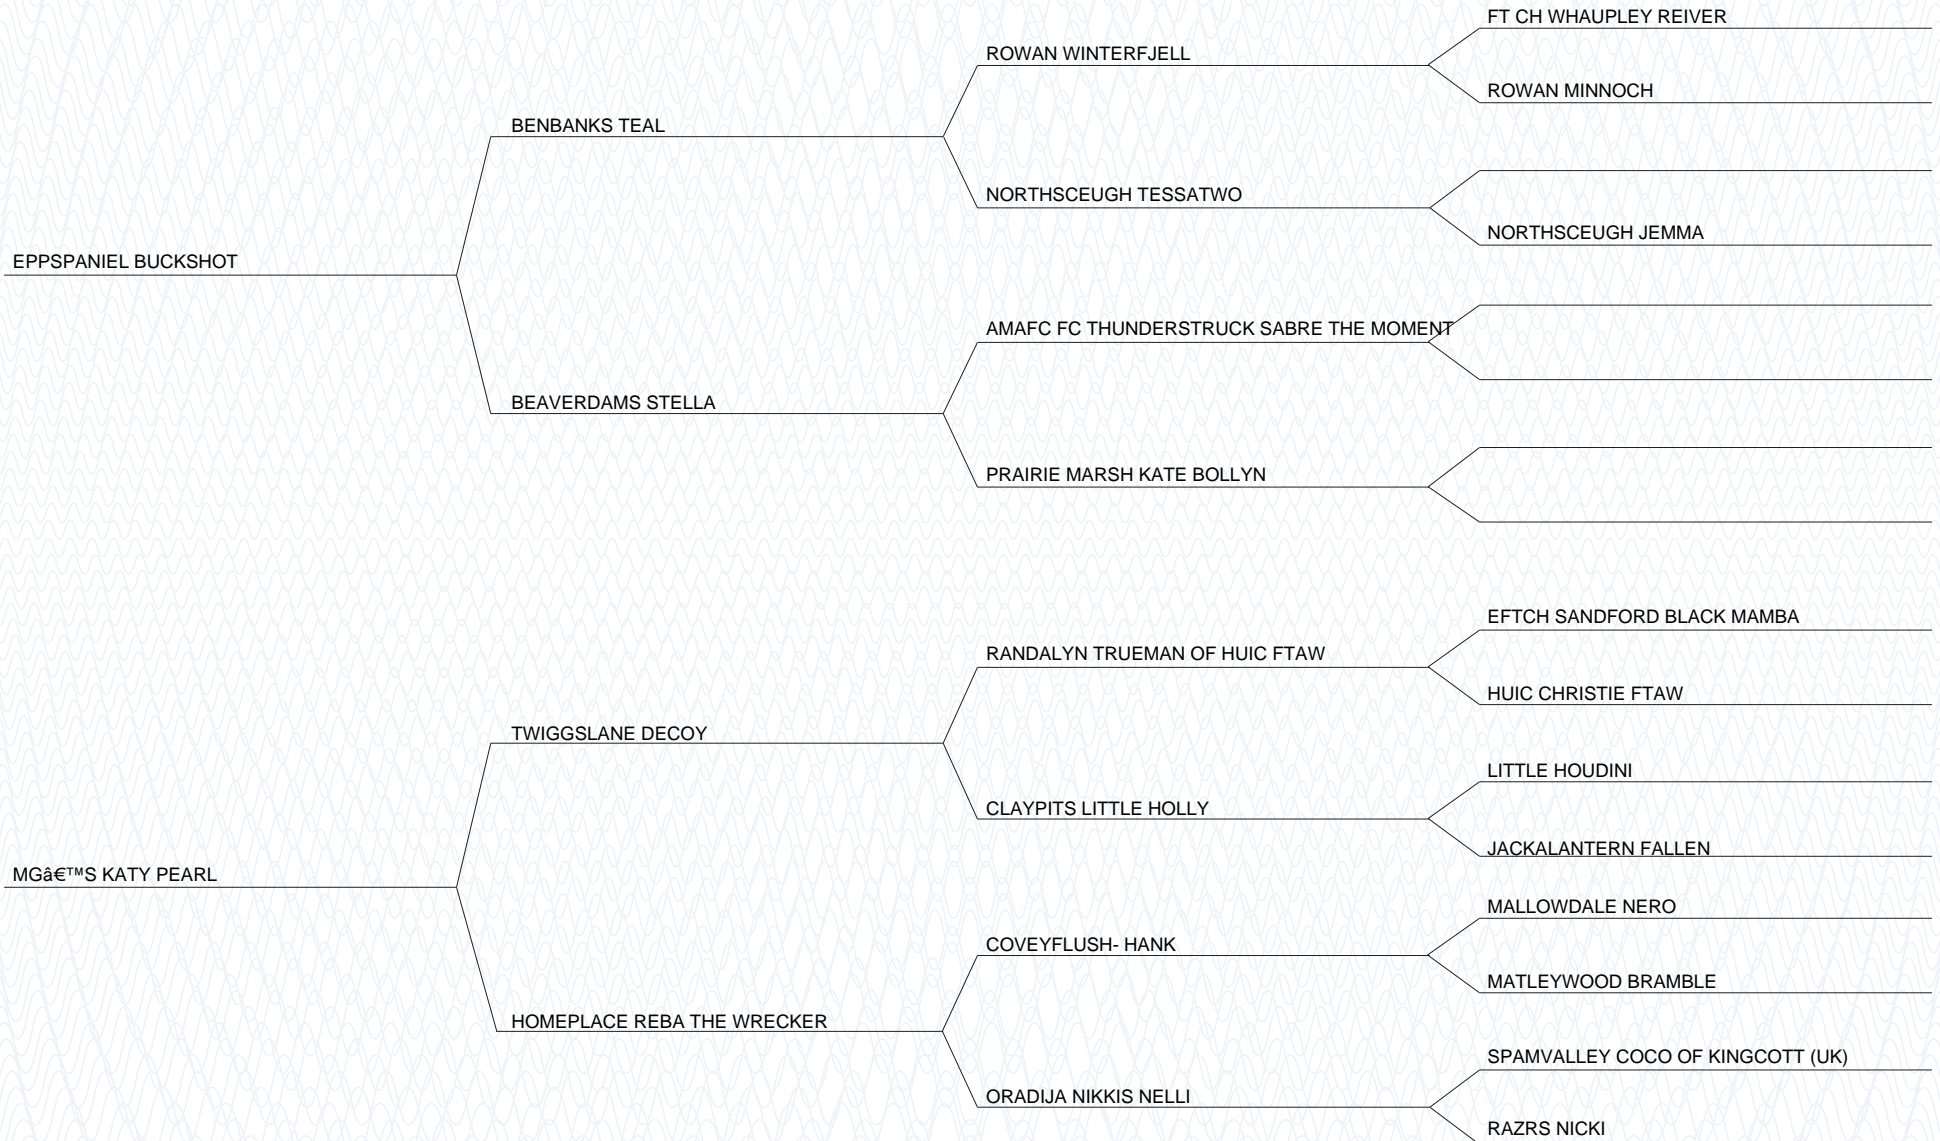 FT CH WHAUPLEY REIVER
ROWAN WINTERFJELL
ROWAN MINNOCH
BENBANKS TEAL
NORTHSCEUGH TESSATWO
NORTHSCEUGH JEMMA
EPPSPANIEL BUCKSHOT
AMAFC FC THUNDERSTRUCK SABRE THE MOMENT
BEAVERDAMS STELLA
PRAIRIE MARSH KATE BOLLYN
EFTCH SANDFORD BLACK MAMBA
RANDALYN TRUEMAN OF HUIC FTAW
HUIC CHRISTIE FTAW
TWIGGSLANE DECOY
LITTLE HOUDINI
CLAYPITS LITTLE HOLLY
JACKALANTERN FALLEN
MGâ€™S KATY PEARL
MALLOWDALE NERO
COVEYFLUSH- HANK
MATLEYWOOD BRAMBLE
HOMEPLACE REBA THE WRECKER
SPAMVALLEY COCO OF KINGCOTT (UK)
ORADIJA NIKKIS NELLI
RAZRS NICKI